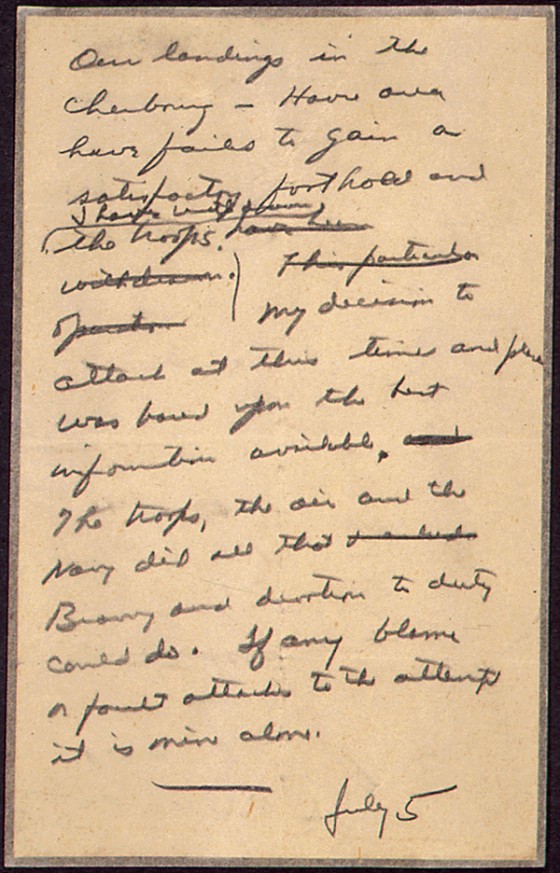 Our landings in the
Cherbourg - Havre area
have failed to gain a
satisfactory foothold and
I have withdrawn
the troops. have been
withdrawn. This particular
operation My decision to
attack at this time and place
was based upon the best
information available, and
The troops, the air and the
Navy did all that
Bravery and devotion to duty
could do. If any blame
or fault attaches to the attempt
it is mine alone.
July 5